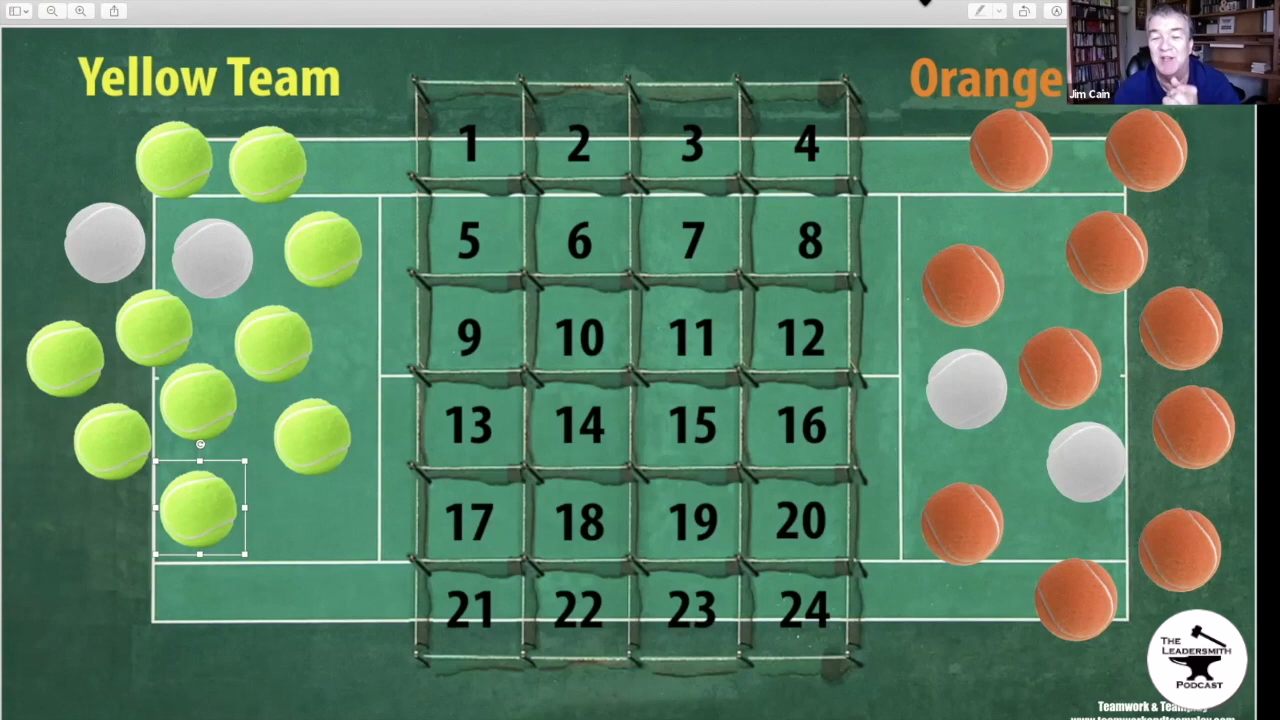 Yellow Team
Orange
Jim Cain
1 2 3 4
5 6 7 8
9 10 11 12
13 14 15 16
17 18 19 20
21 22 23 24
THE
LEADERSMITH
PODCAST
Teamwork &